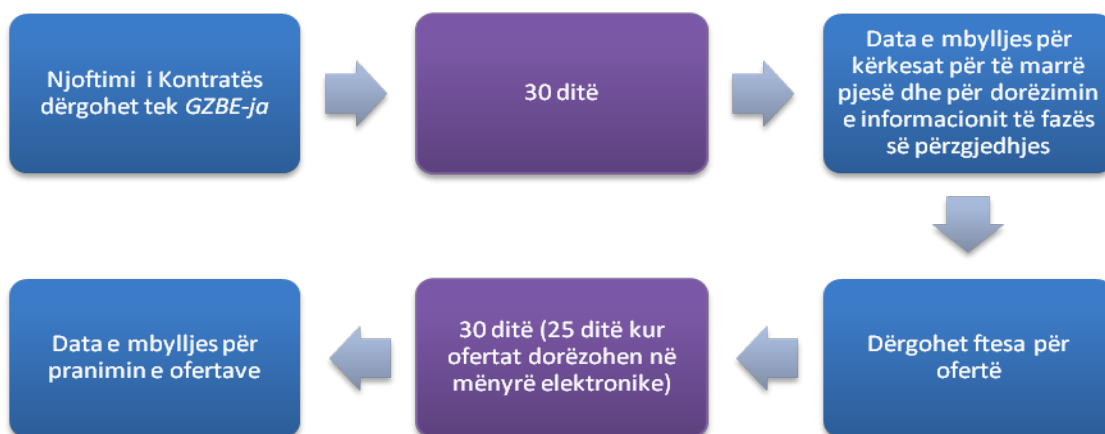 Njoftimi i Kontratës
dërgohet tek GZBE-ja
30 ditë
Data e mbylljes për
kërkesat për të marrë
pjesë dhe për dorëzimin
e informacionit të fazës
së përzgjedhjes
Dërgohet ftesa për
ofertë
30 ditë (25 ditë kur
ofertat dorëzohen në
mënyrë elektronike)
Data e mbylljes për
pranimin e ofertave